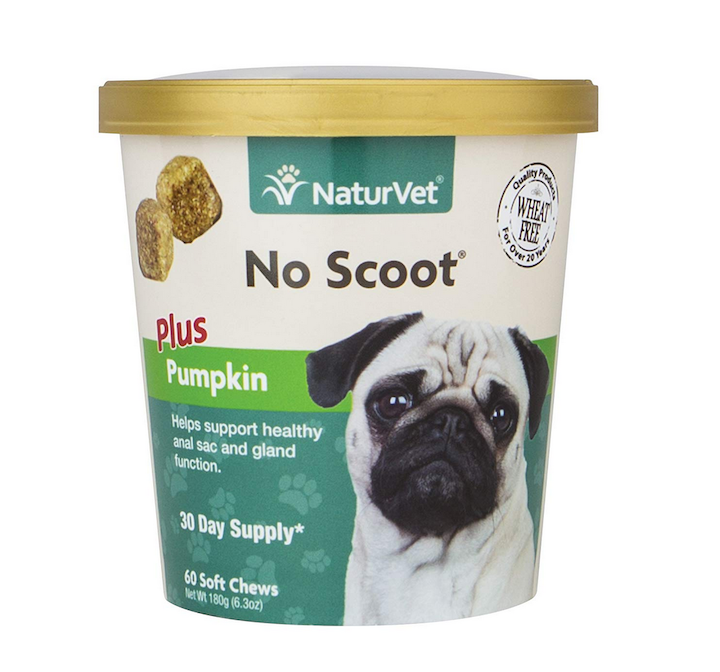 NaturVet®
No Scoot®
Quality Products
WHEAT
FREE
For Over 20 Years
Plus
Pumpkin
Helps support healthy
anal sac and gland
function.
30 Day Supply*
60 Soft Chews
Net Wt 180g (6.3oz)